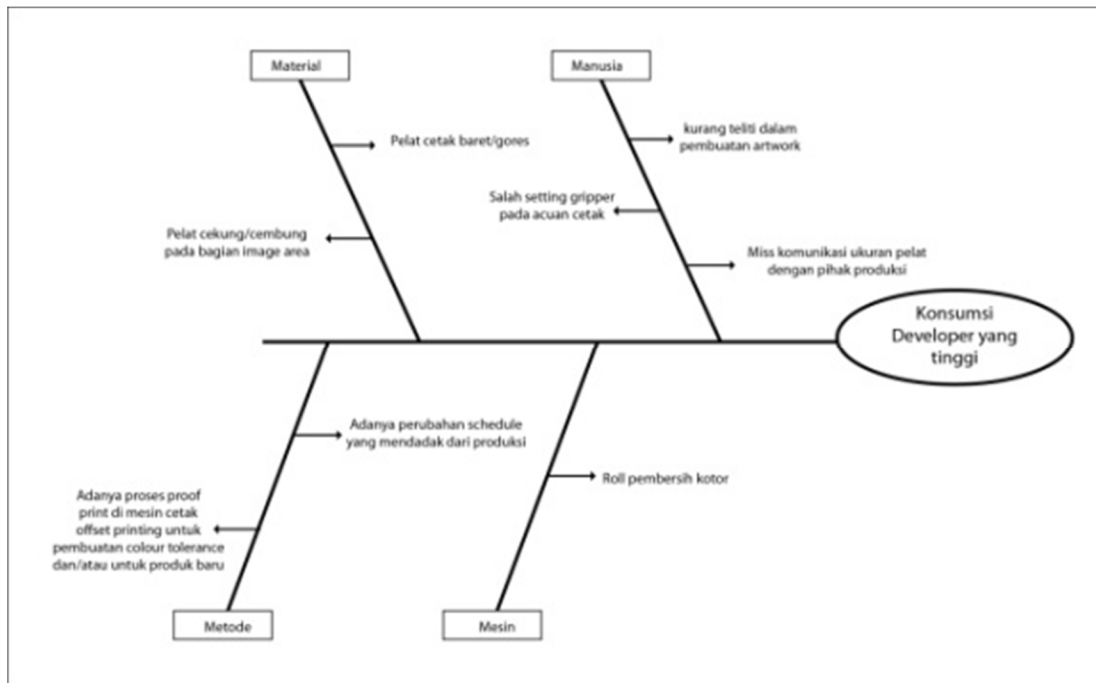 Material
Manusia
Pelat cetak baret/gores
kurang teliti dalam
pembuatan artwork
Salah setting gripper
pada acuan cetak
Pelat cekung/cembung
pada bagian image area
Miss komunikasi ukuran pelat
dengan pihak produksi
Konsumsi
Developer yang
tinggi
Adanya perubahan schedule
yang mendadak dari produksi
Roll pembersih kotor
Adanya proses proof
print di mesin cetak
offset printing untuk
pembuatan colour tolerance
dan/atau untuk produk baru
Metode
Mesin